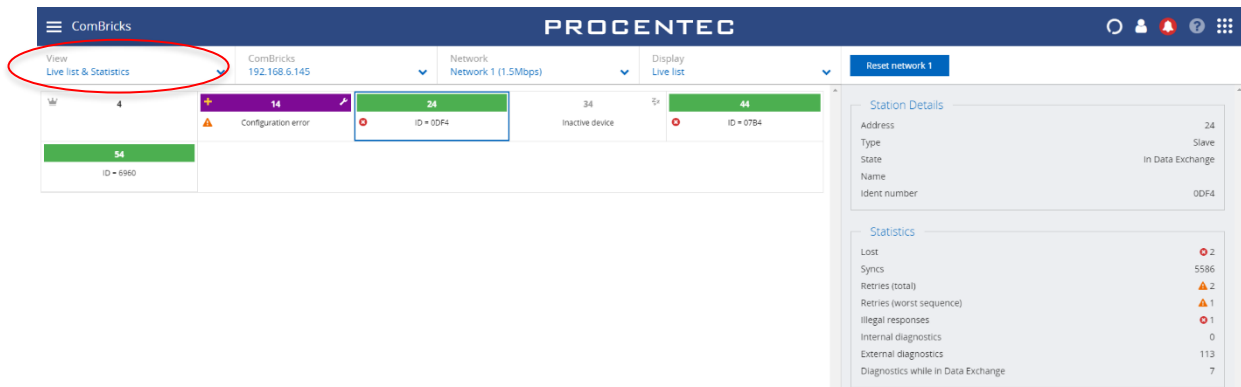 ComBricks
PROCENTEC
View
Live list & Statistics
ComBricks
192.168.6.145
Network
Network 1 (1.5Mbps)
Display
Live list
Reset network 1
4
14
Configuration error
24
ID = 0DF4
34
Inactive device
44
ID = 07B4
54
ID = 6960
Station Details
Address 24
Type Slave
State In Data Exchange
Name
Ident number 0DF4
Statistics
Lost 2
Syncs 5586
Retries (total) 2
Retries (worst sequence) 1
Illegal responses 1
Internal diagnostics 0
External diagnostics 113
Diagnostics while in Data Exchange 7